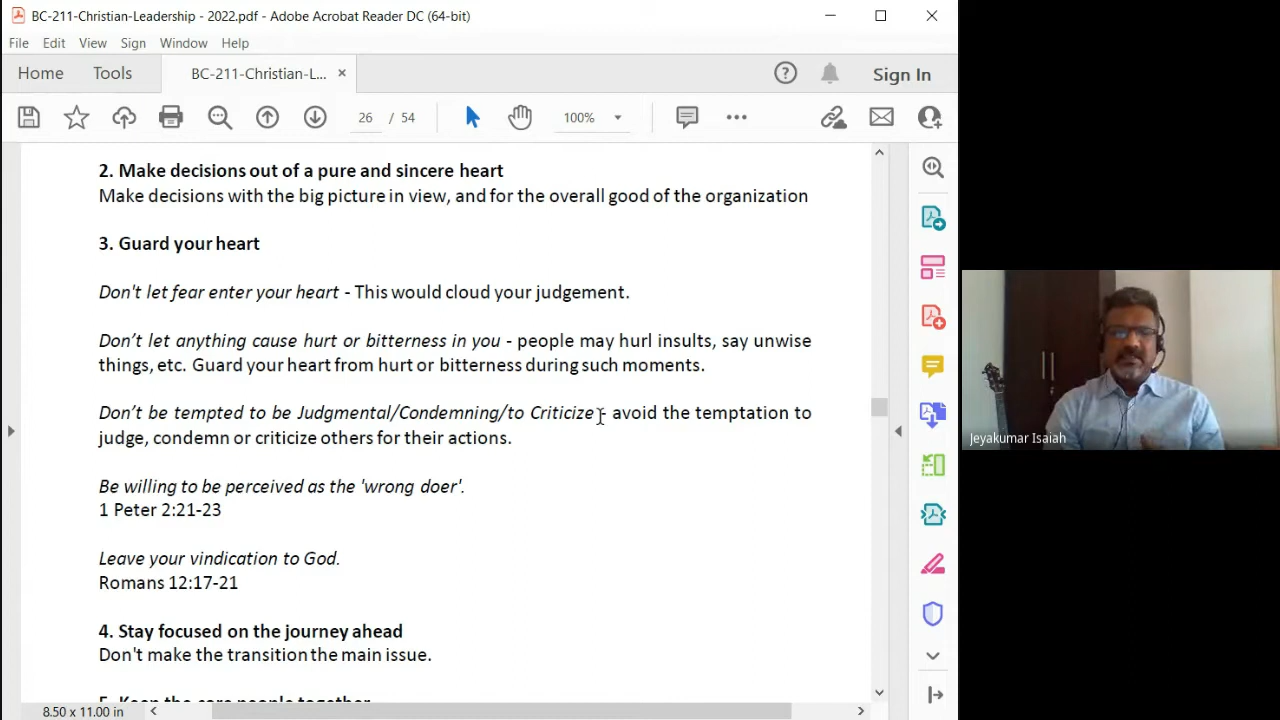 BC-211-Christian-Leadership - 2022.pdf - Adobe Acrobat Reader DC (64-bit)
File Edit View Sign Window Help
Home Tools BC-211-Christian-L... × Sign In
26 / 54 100%
2. Make decisions out of a pure and sincere heart
Make decisions with the big picture in view, and for the overall good of the organization
3. Guard your heart
Don't let fear enter your heart - This would cloud your judgement.
Don’t let anything cause hurt or bitterness in you - people may hurl insults, say unwise
things, etc. Guard your heart from hurt or bitterness during such moments.
Don’t be tempted to be Judgmental/Condemning/to Criticize - avoid the temptation to
judge, condemn or criticize others for their actions.
Be willing to be perceived as the 'wrong doer'.
1 Peter 2:21-23
Leave your vindication to God.
Romans 12:17-21
4. Stay focused on the journey ahead
Don't make the transition the main issue.
5. Keep the core people together
8.50 x 11.00 in
Jeyakumar Isaiah